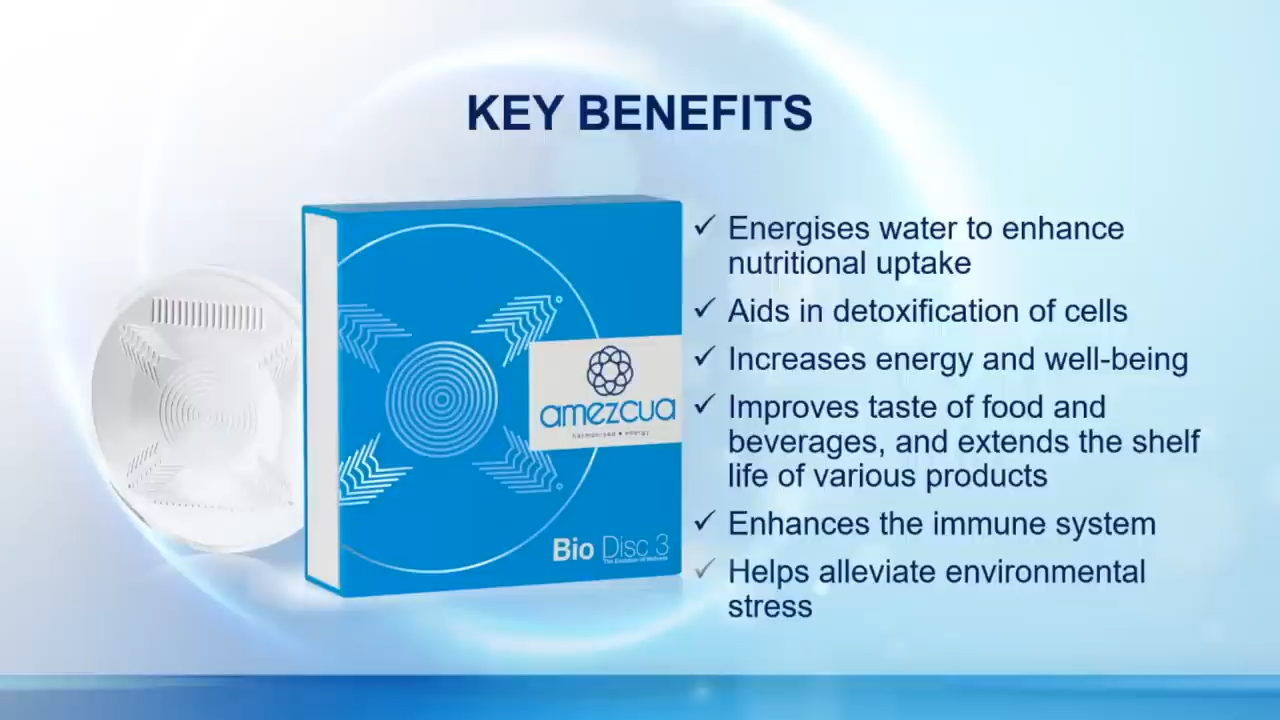 KEY BENEFITS
Energises water to enhance
nutritional uptake
Aids in detoxification of cells
Increases energy and well-being
Improves taste of food and
beverages, and extends the shelf
life of various products
Enhances the immune system
Helps alleviate environmental
stress
amezcua
harmonised • energy
Bio Disc 3
The Evolution of Wellness